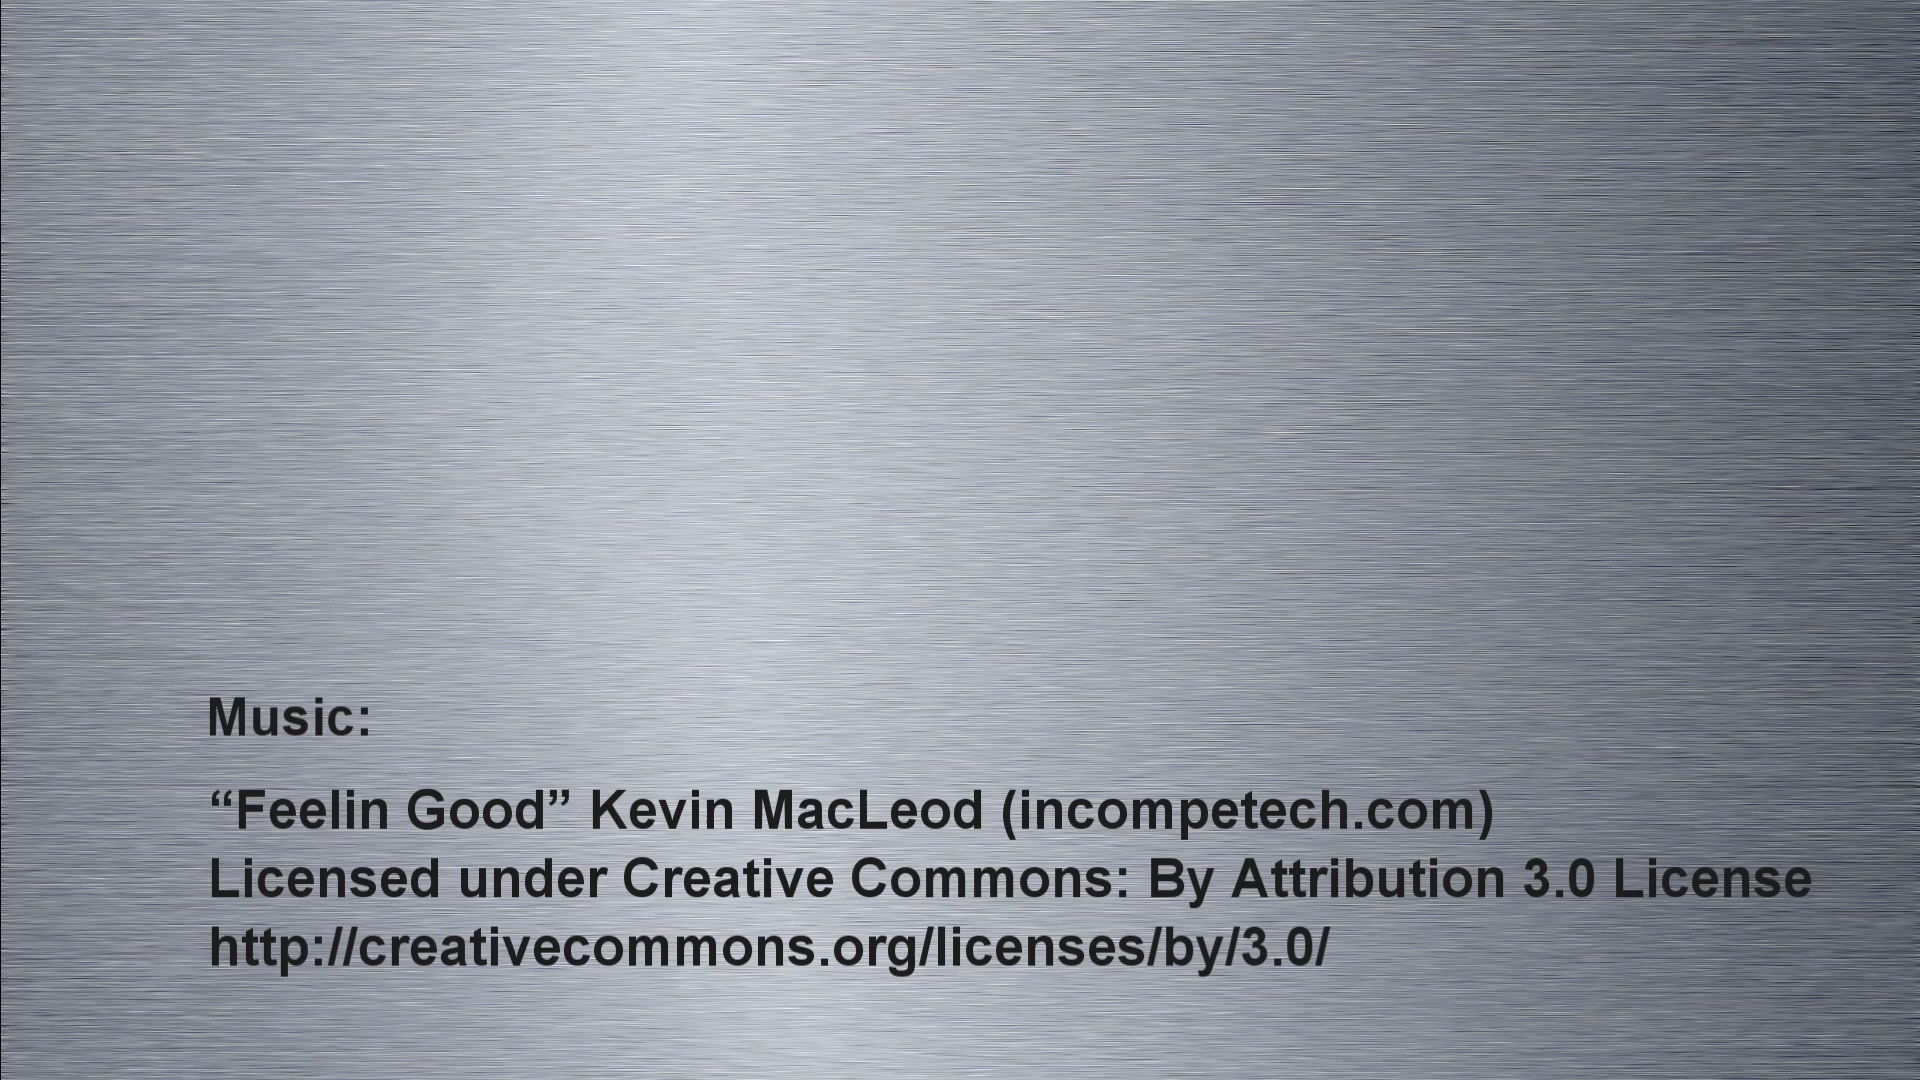 Music:
“Feelin Good” Kevin MacLeod (incompetech.com)
Licensed under Creative Commons: By Attribution 3.0 License
http://creativecommons.org/licenses/by/3.0/